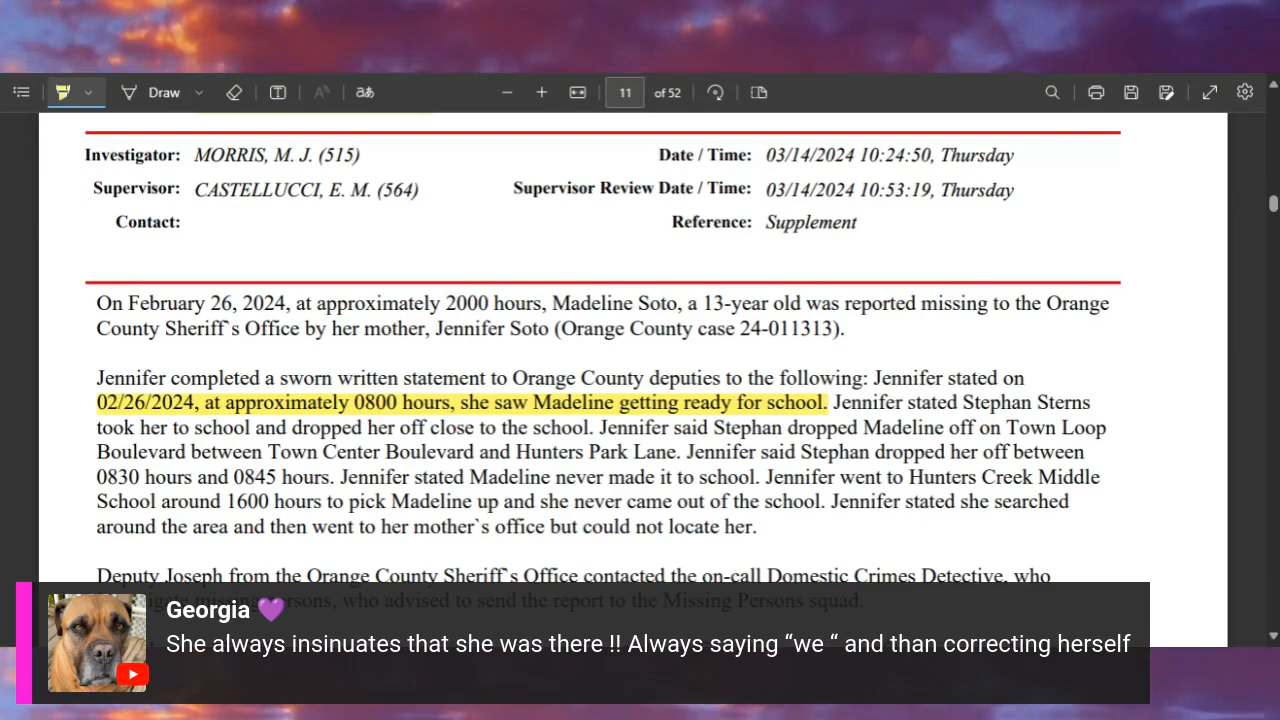 Draw
aあ
11 of 52
Investigator: MORRIS, M. J. (515) Date / Time: 03/14/2024 10:24:50, Thursday
Supervisor: CASTELLUCCI, E. M. (564) Supervisor Review Date / Time: 03/14/2024 10:53:19, Thursday
Contact: Reference: Supplement
On February 26, 2024, at approximately 2000 hours, Madeline Soto, a 13-year old was reported missing to the Orange
County Sheriff`s Office by her mother, Jennifer Soto (Orange County case 24-011313).
Jennifer completed a sworn written statement to Orange County deputies to the following: Jennifer stated on
02/26/2024, at approximately 0800 hours, she saw Madeline getting ready for school. Jennifer stated Stephan Sterns
took her to school and dropped her off close to the school. Jennifer said Stephan dropped Madeline off on Town Loop
Boulevard between Town Center Boulevard and Hunters Park Lane. Jennifer said Stephan dropped her off between
0830 hours and 0845 hours. Jennifer stated Madeline never made it to school. Jennifer went to Hunters Creek Middle
School around 1600 hours to pick Madeline up and she never came out of the school. Jennifer stated she searched
around the area and then went to her mother`s office but could not locate her.
Deputy Joseph from the Orange County Sheriff`s Office contacted the on-call Domestic Crimes Detective, who
persons, who advised to send the report to the Missing Persons squad.
Georgia 💜
She always insinuates that she was there !! Always saying “we “ and than correcting herself